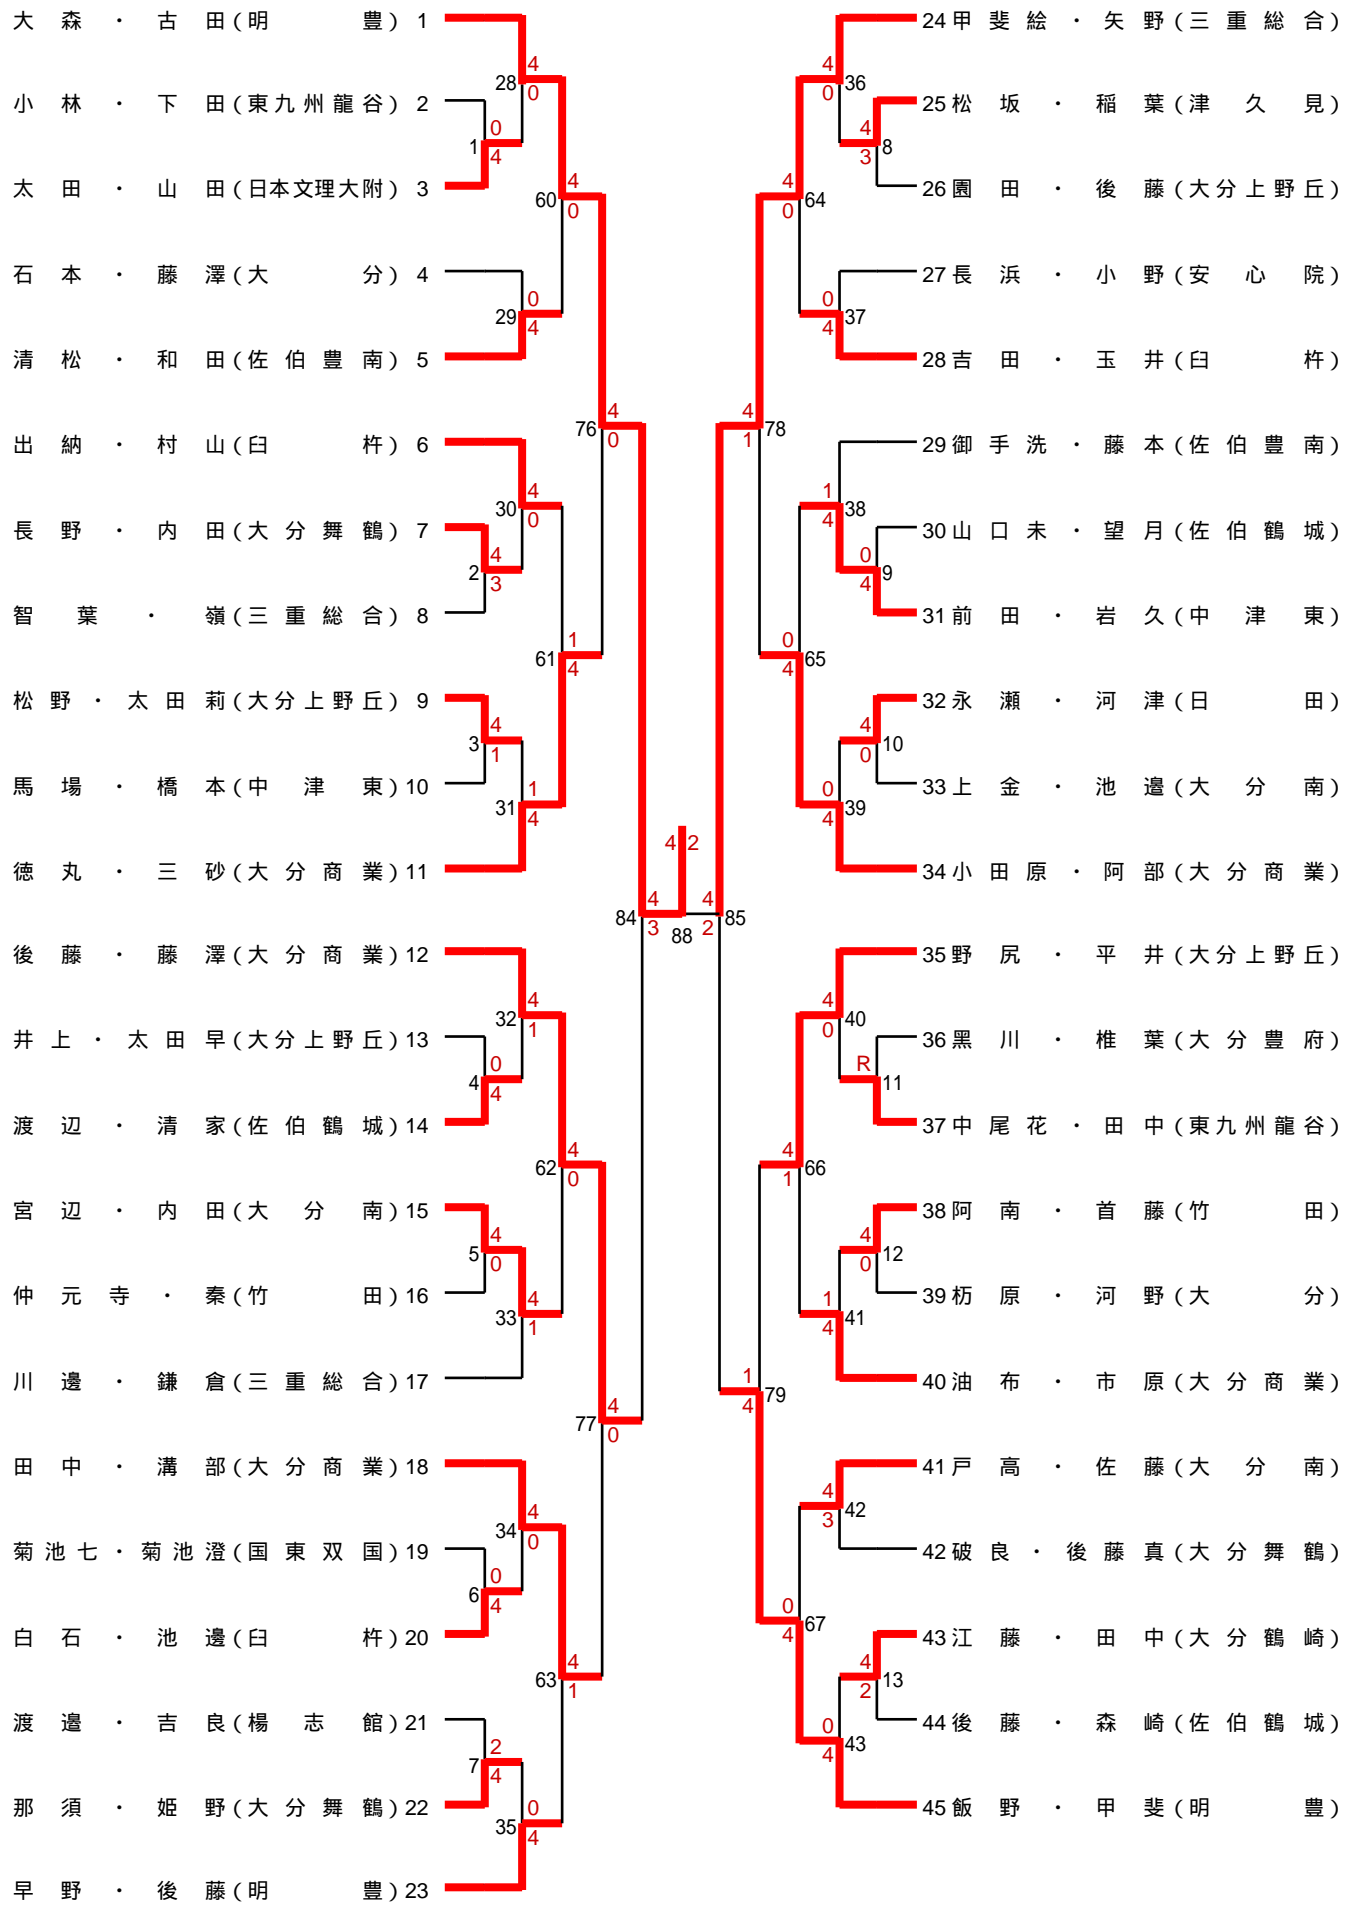 大森・古田(明豊) 1
小林・下田(東九州龍谷) 2
太田・山田(日本文理大附) 3
石本・藤澤(大分) 4
清松・和田(佐伯豊南) 5
出納・村山(臼杵) 6
長野・内田(大分舞鶴) 7
智葉・嶺(三重総合) 8
松野・太田莉(大分上野丘) 9
馬場・橋本(中津東) 10
徳丸・三砂(大分商業) 11
後藤・藤澤(大分商業) 12
井上・太田早(大分上野丘) 13
渡辺・清家(佐伯鶴城) 14
宮辺・内田(大分南) 15
仲元寺・秦(竹田) 16
川邊・鎌倉(三重総合) 17
田中・溝部(大分商業) 18
菊池七・菊池澄(国東双国) 19
白石・池邊(臼杵) 20
渡邉・吉良(楊志館) 21
那須・姫野(大分舞鶴) 22
早野・後藤(明豊) 23
1 0 4
2 4 3
3 4 1
4 0 4
5 4 0
6 0 4
7 2 4
28 4 0
29 0 4
30 4 0
31 1 4
32 4 1
33 4 1
34 4 0
35 0 4
60 4 0
61 1 4
62 4 0
63 4 1
76 4 0
77 4 0
84 4 3
4 2
88
4 2 85
4 1 78
1 4 79
4 0 64
0 4 65
4 1 66
0 4 67
4 0 36
0 4 37
1 4 38
0 4 39
4 0 40
1 4 41
4 3 42
0 4 43
4 3 8
0 4 9
4 0 10
R 11
4 0 12
4 2 13
24 甲斐絵・矢野(三重総合)
25 松坂・稲葉(津久見)
26 園田・後藤(大分上野丘)
27 長浜・小野(安心院)
28 吉田・玉井(臼杵)
29 御手洗・藤本(佐伯豊南)
30 山口未・望月(佐伯鶴城)
31 前田・岩久(中津東)
32 永瀬・河津(日田)
33 上金・池邉(大分南)
34 小田原・阿部(大分商業)
35 野尻・平井(大分上野丘)
36 黒川・椎葉(大分豊府)
37 中尾花・田中(東九州龍谷)
38 阿南・首藤(竹田)
39 杤原・河野(大分)
40 油布・市原(大分商業)
41 戸高・佐藤(大分南)
42 破良・後藤真(大分舞鶴)
43 江藤・田中(大分鶴崎)
44 後藤・森崎(佐伯鶴城)
45 飯野・甲斐(明豊)